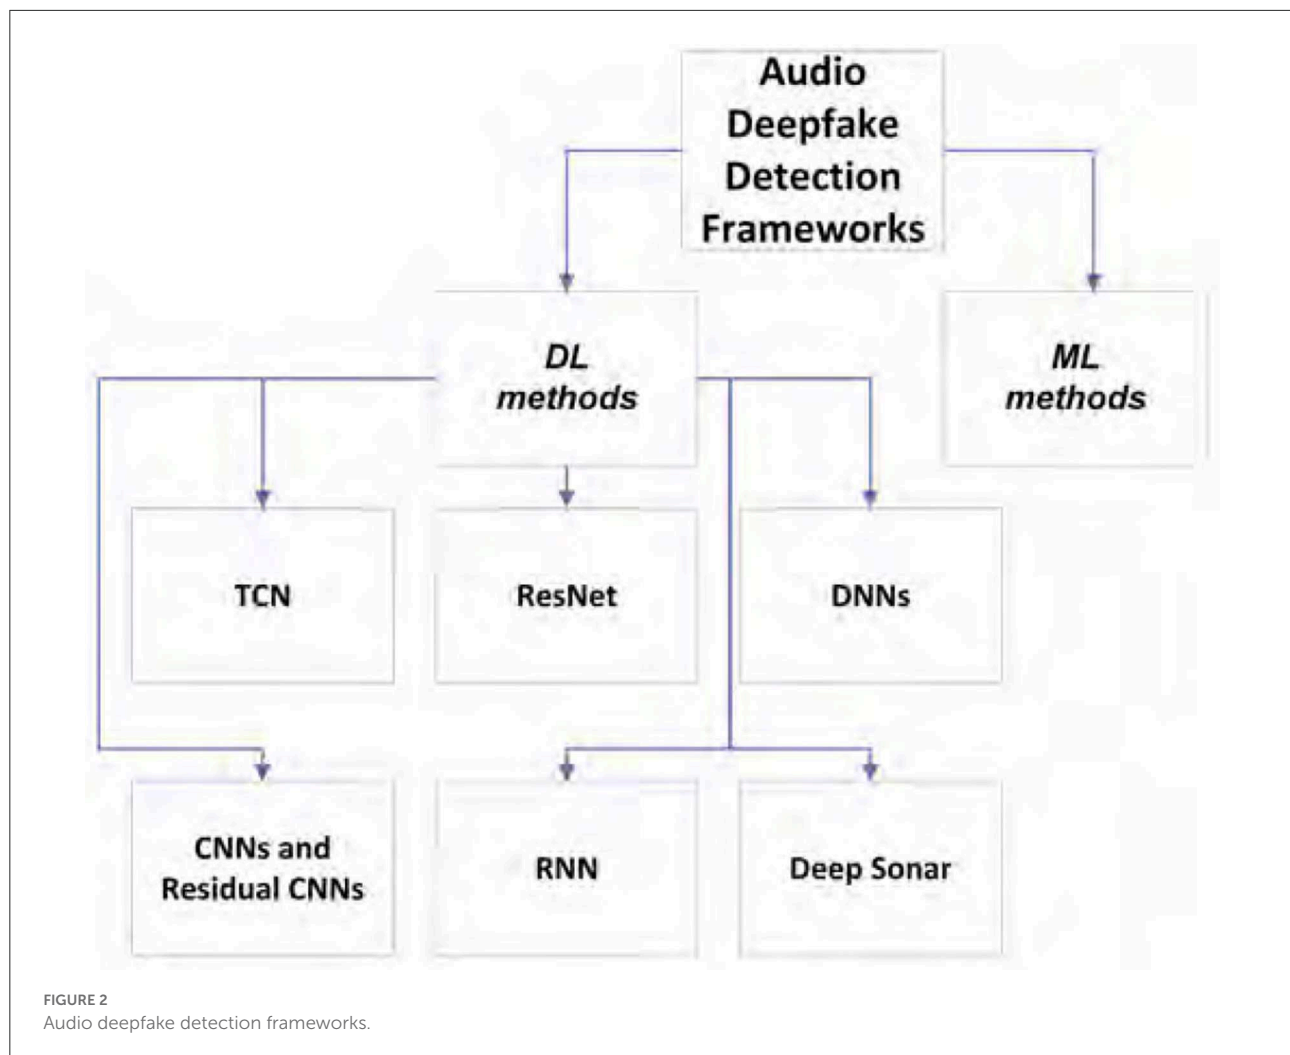 Audio
Deepfake
Detection
Frameworks
DL
methods
ML
methods
TCN
ResNet
DNNs
CNNs and
Residual CNNs
RNN
Deep Sonar
FIGURE 2
Audio deepfake detection frameworks.